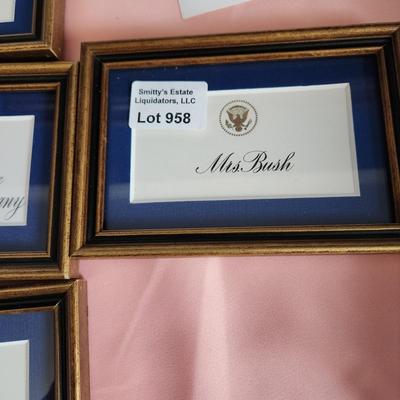 Smitty's Estate
Liquidators, LLC
Lot 958
Mrs. Bush